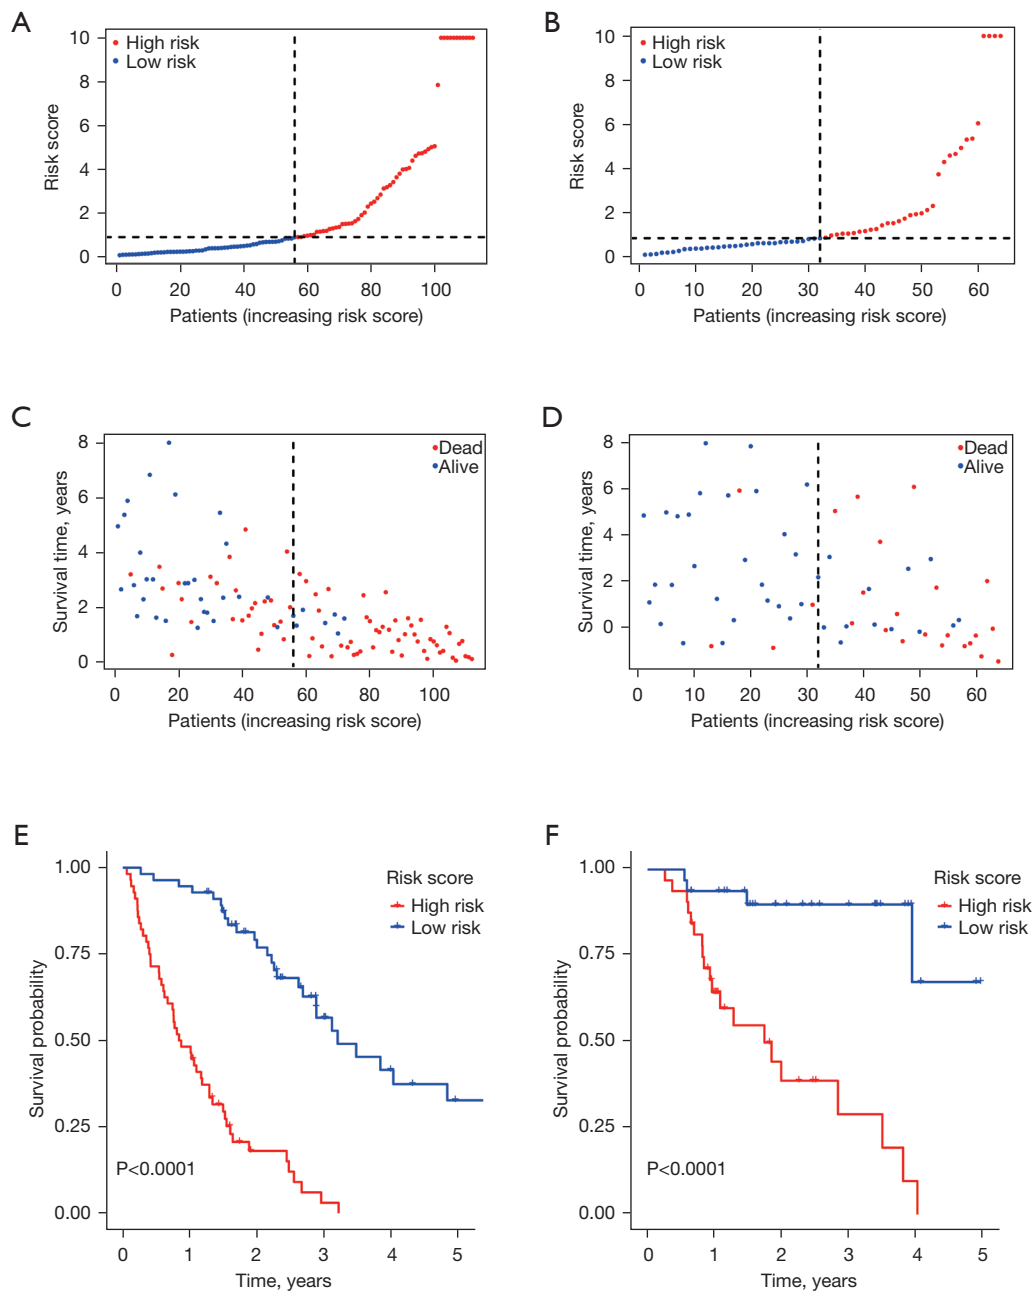 A
Risk score
10
8
6
4
2
0
High risk
Low risk
0 20 40 60 80 100
Patients (increasing risk score)
B
Risk score
10
8
6
4
2
0
High risk
Low risk
0 10 20 30 40 50 60
Patients (increasing risk score)
C
Survival time, years
8
6
4
2
0
Dead
Alive
0 20 40 60 80 100
Patients (increasing risk score)
D
Survival time, years
8
6
4
2
0
Dead
Alive
0 10 20 30 40 50 60
Patients (increasing risk score)
E
Survival probability
1.00
0.75
0.50
0.25
0.00
Risk score
High risk
Low risk
P<0.0001
0 1 2 3 4 5
Time, years
F
Survival probability
1.00
0.75
0.50
0.25
0.00
Risk score
High risk
Low risk
P<0.0001
0 1 2 3 4 5
Time, years